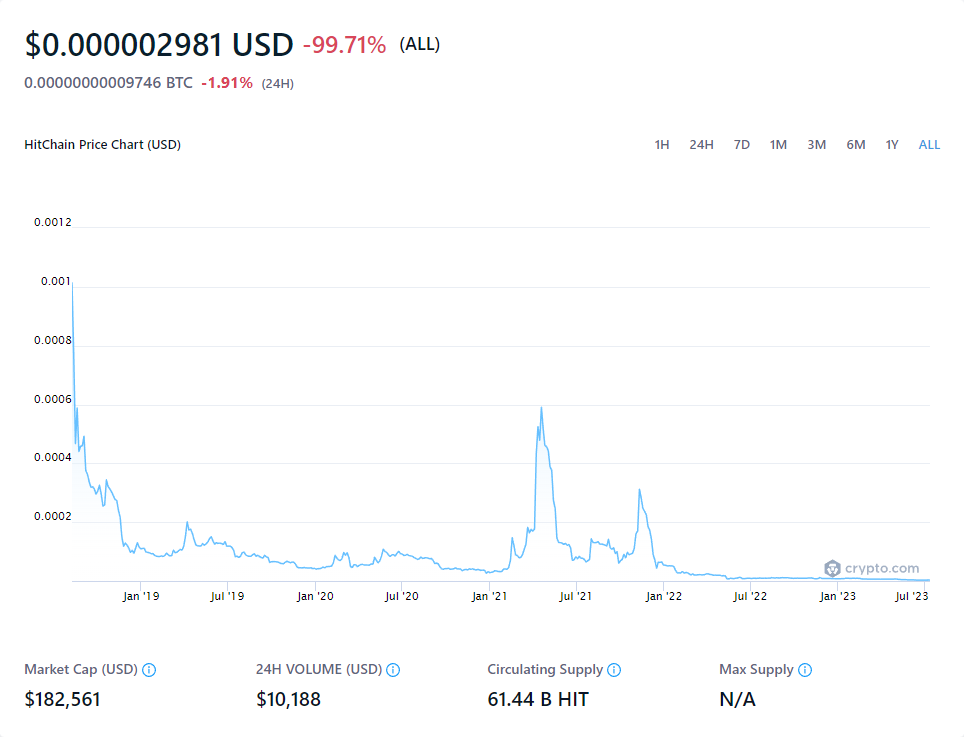 $0.000002981 USD -99.71% (ALL)
0.00000000009746 BTC -1.91% (24H)
HitChain Price Chart (USD) 1H 24H 7D 1M 3M 6M 1Y ALL
0.0012
0.001
0.0008
0.0006
0.0004
0.0002
crypto.com
Jan '19 Jul '19 Jan '20 Jul '20 Jan '21 Jul '21 Jan '22 Jul '22 Jan '23 Jul '23
Market Cap (USD) 24H VOLUME (USD) Circulating Supply Max Supply
$182,561 $10,188 61.44 B HIT N/A